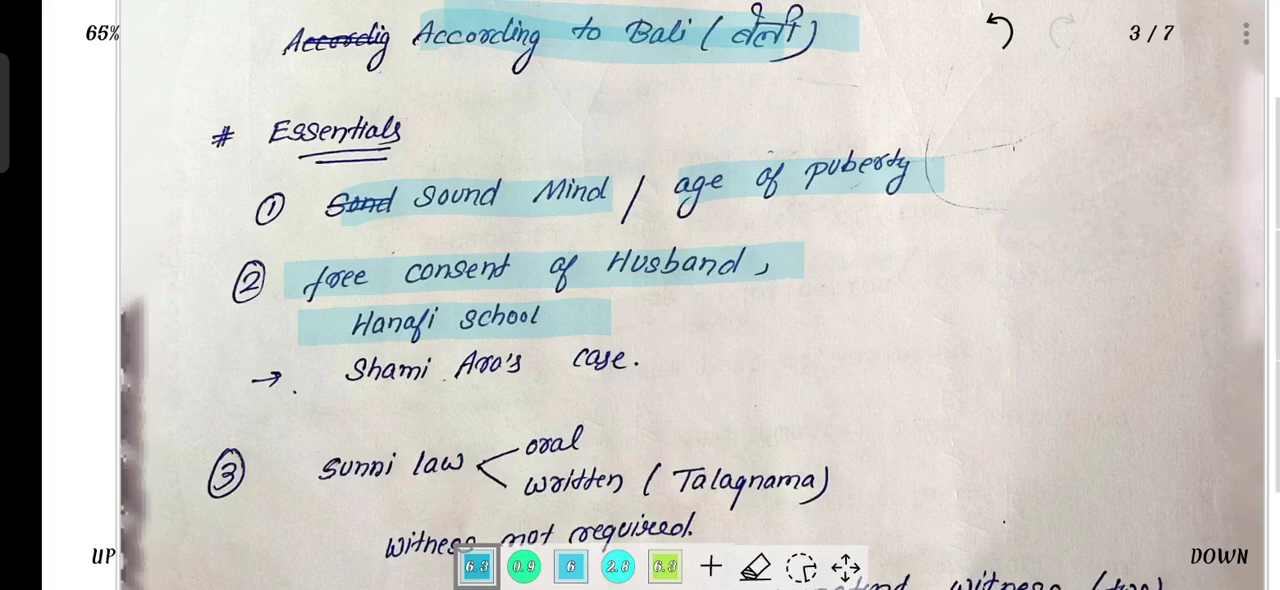 65%
Accordig According to Bali (वेली)
3 / 7
# Essentials
① Sond Sound Mind / age of puberty
② free consent of Husband,
Hanafi school
→ Shami Ara's case.
③ Sunni law
oral
written (Talaqnama)
witness not required.
6.3 0.9 6 2.8 6.3
UP
DOWN
witness (two)